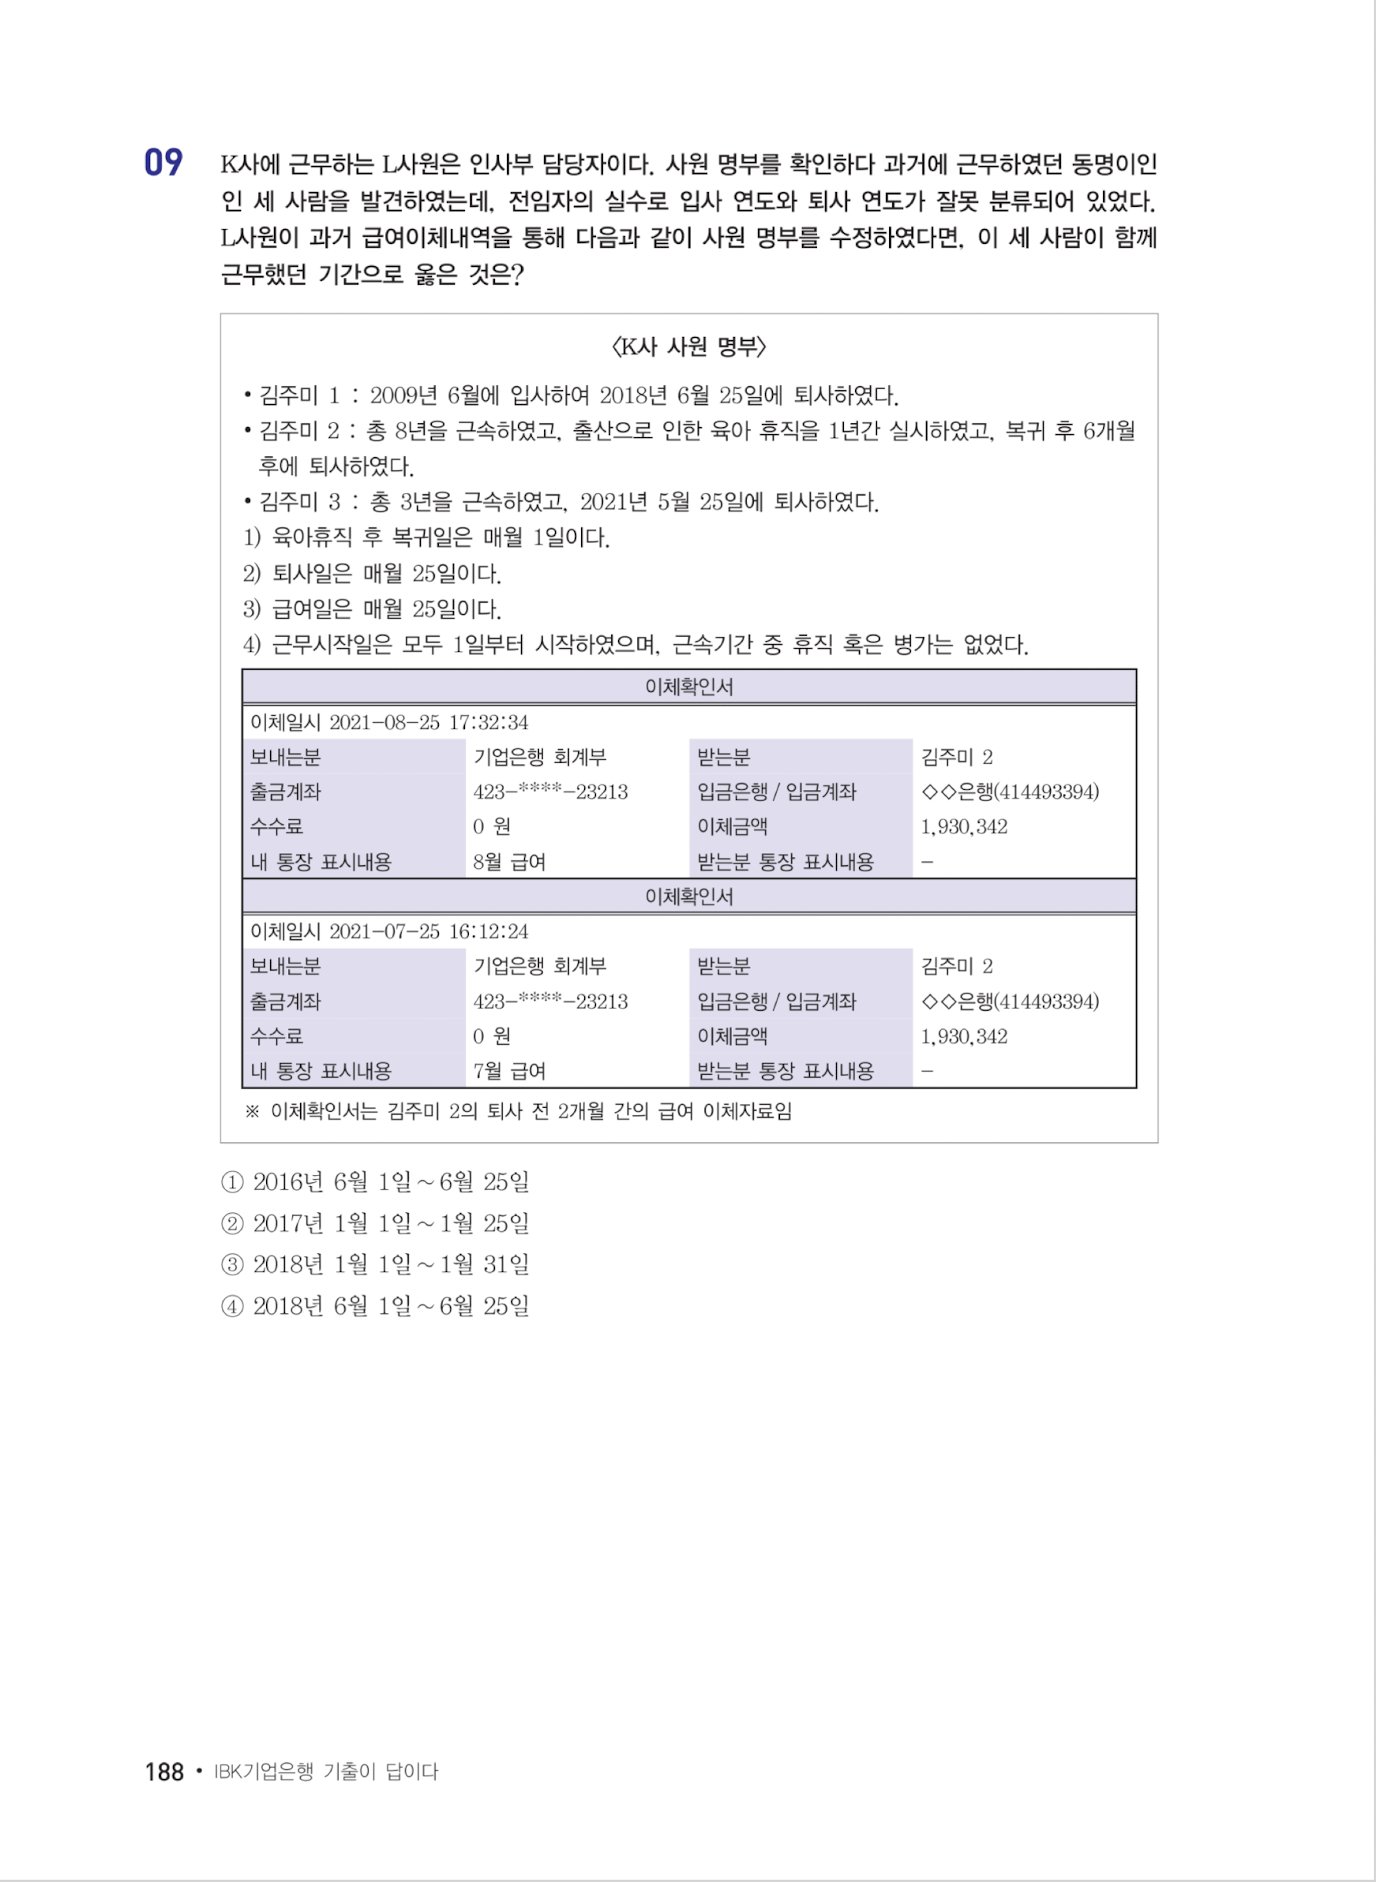 09
K사에 근무하는 L사원은 인사부 담당자이다. 사원 명부를 확인하다 과거에 근무하였던 동명이인
인 세 사람을 발견하였는데, 전임자의 실수로 입사 연도와 퇴사 연도가 잘못 분류되어 있었다.
L사원이 과거 급여이체내역을 통해 다음과 같이 사원 명부를 수정하였다면, 이 세 사람이 함께
근무했던 기간으로 옳은 것은?
〈K사 사원 명부〉
• 김주미 1 : 2009년 6월에 입사하여 2018년 6월 25일에 퇴사하였다.
• 김주미 2 : 총 8년을 근속하였고, 출산으로 인한 육아 휴직을 1년간 실시하였고, 복귀 후 6개월
후에 퇴사하였다.
• 김주미 3 : 총 3년을 근속하였고, 2021년 5월 25일에 퇴사하였다.
1) 육아휴직 후 복귀일은 매월 1일이다.
2) 퇴사일은 매월 25일이다.
3) 급여일은 매월 25일이다.
4) 근무시작일은 모두 1일부터 시작하였으며, 근속기간 중 휴직 혹은 병가는 없었다.
이체확인서
이체일시 2021-08-25 17:32:34
보내는분 기업은행 회계부 받는분 김주미 2
출금계좌 423-****-23213 입금은행 / 입금계좌 ◇◇은행(414493394)
수수료 0 원 이체금액 1,930,342
내 통장 표시내용 8월 급여 받는분 통장 표시내용 -
이체확인서
이체일시 2021-07-25 16:12:24
보내는분 기업은행 회계부 받는분 김주미 2
출금계좌 423-****-23213 입금은행 / 입금계좌 ◇◇은행(414493394)
수수료 0 원 이체금액 1,930,342
내 통장 표시내용 7월 급여 받는분 통장 표시내용 -
※ 이체확인서는 김주미 2의 퇴사 전 2개월 간의 급여 이체자료임
① 2016년 6월 1일~6월 25일
② 2017년 1월 1일~1월 25일
③ 2018년 1월 1일~1월 31일
④ 2018년 6월 1일~6월 25일
188 • IBK기업은행 기출이 답이다